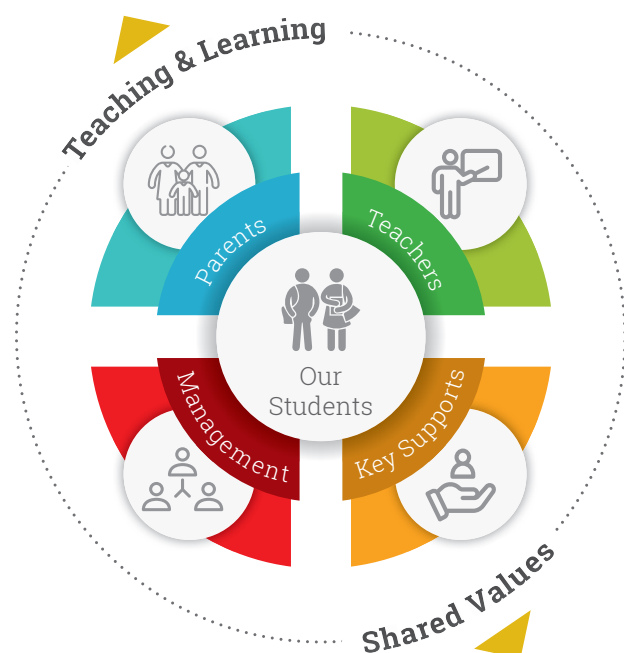 Teaching & Learning
Parents
Teachers
Our
Students
Management
Key Supports
Shared Values